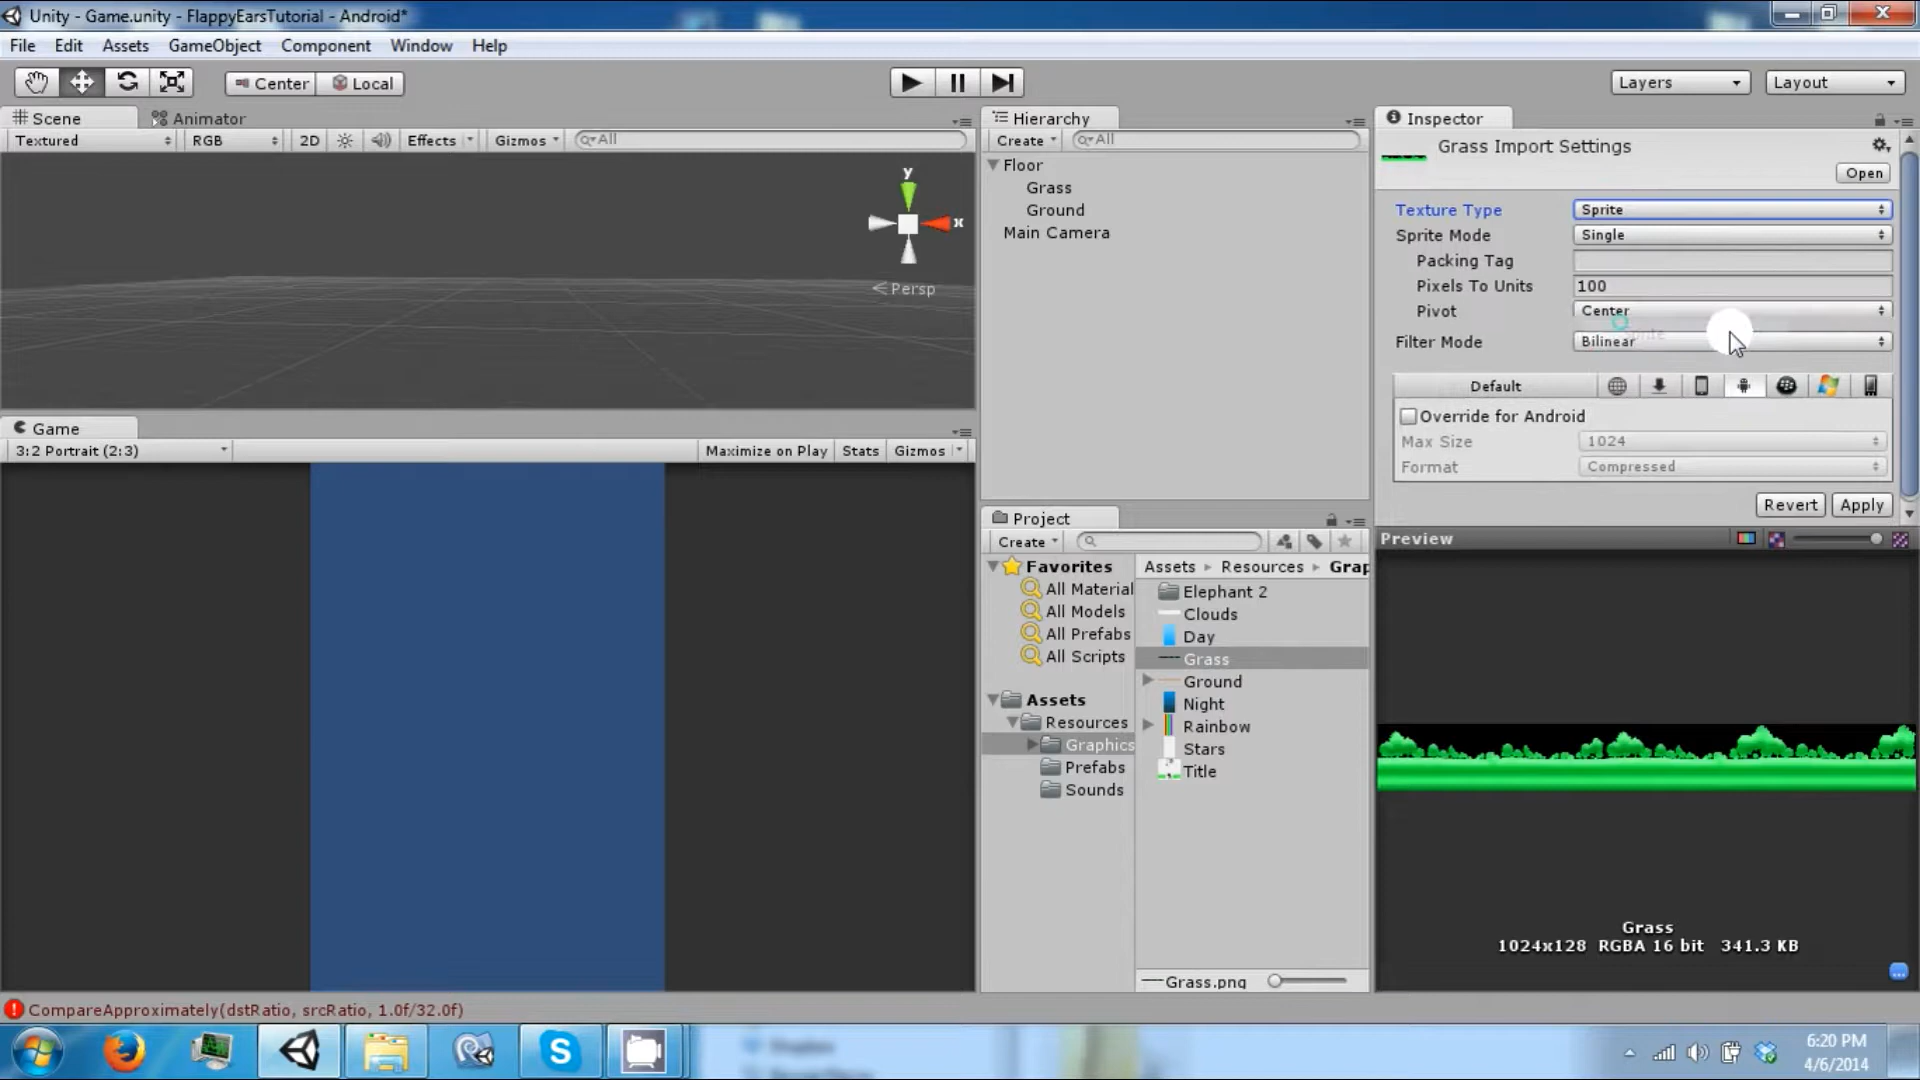 Unity - Game.unity - FlappyEarsTutorial - Android*
File Edit Assets GameObject Component Window Help
Center Local
Layers Layout
Scene Animator
Textured RGB 2D Effects Gizmos All
y
x
Persp
Game
3:2 Portrait (2:3) Maximize on Play Stats Gizmos
Hierarchy
Create All
Floor
Grass
Ground
Main Camera
Project
Create
Favorites
All Material
All Models
All Prefabs
All Scripts
Assets
Resources
Graphics
Prefabs
Sounds
Assets Resources Grap
Elephant 2
Clouds
Day
Grass
Ground
Night
Rainbow
Stars
Title
Grass.png
Inspector
Grass Import Settings
Open
Texture Type Sprite
Sprite Mode Single
Packing Tag
Pixels To Units 100
Pivot Center
Sprite
Filter Mode Bilinear
Default
Override for Android
Max Size 1024
Format Compressed
Revert Apply
Preview
Grass
1024x128 RGBA 16 bit 341.3 KB
CompareApproximately(dstRatio, srcRatio, 1.0f/32.0f)
6:20 PM
4/6/2014